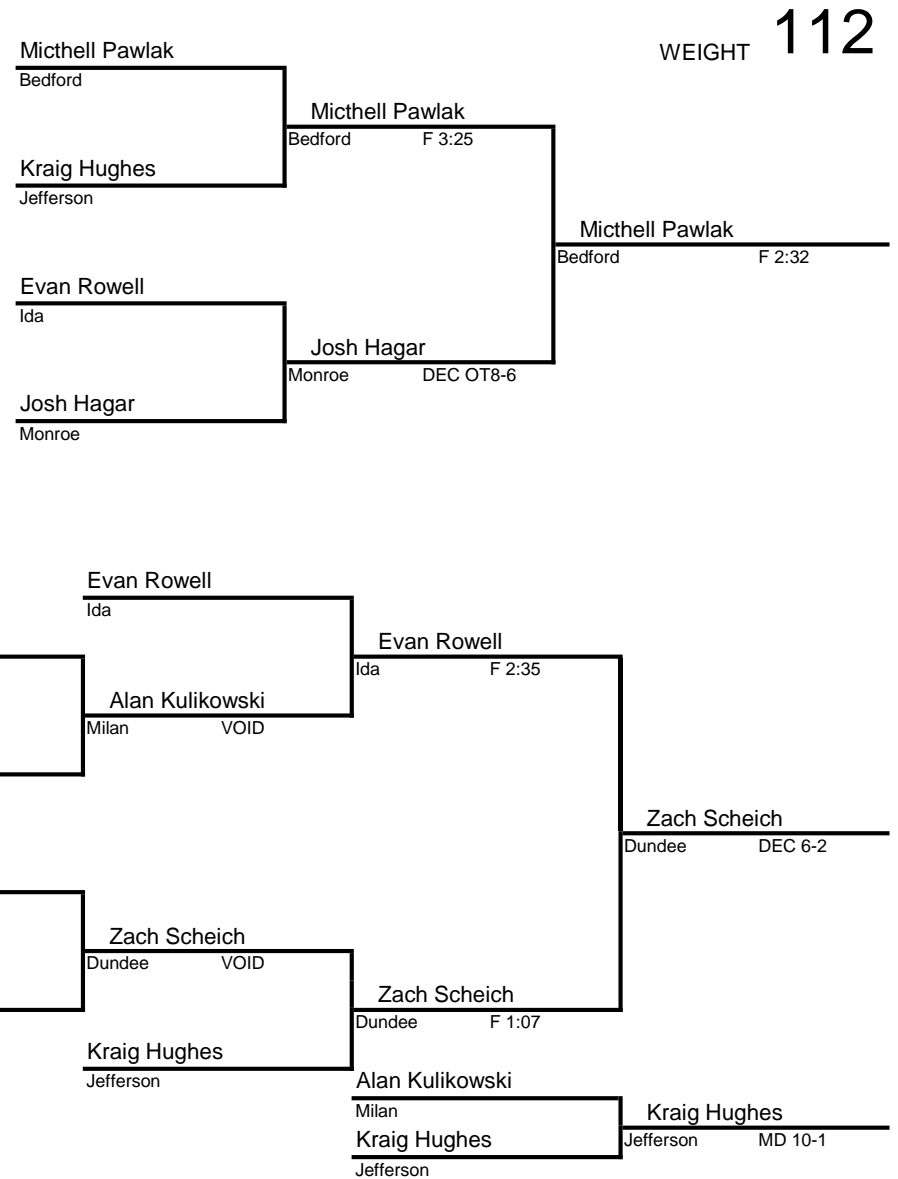 WEIGHT 112
Micthell Pawlak
Bedford
Micthell Pawlak
Bedford F 3:25
Kraig Hughes
Jefferson
Micthell Pawlak
Bedford F 2:32
Evan Rowell
Ida
Josh Hagar
Monroe DEC OT8-6
Josh Hagar
Monroe
Evan Rowell
Ida
Evan Rowell
Ida F 2:35
Alan Kulikowski
Milan VOID
Zach Scheich
Dundee DEC 6-2
Zach Scheich
Dundee VOID
Zach Scheich
Dundee F 1:07
Kraig Hughes
Jefferson
Alan Kulikowski
Milan
Kraig Hughes
Jefferson MD 10-1
Kraig Hughes
Jefferson